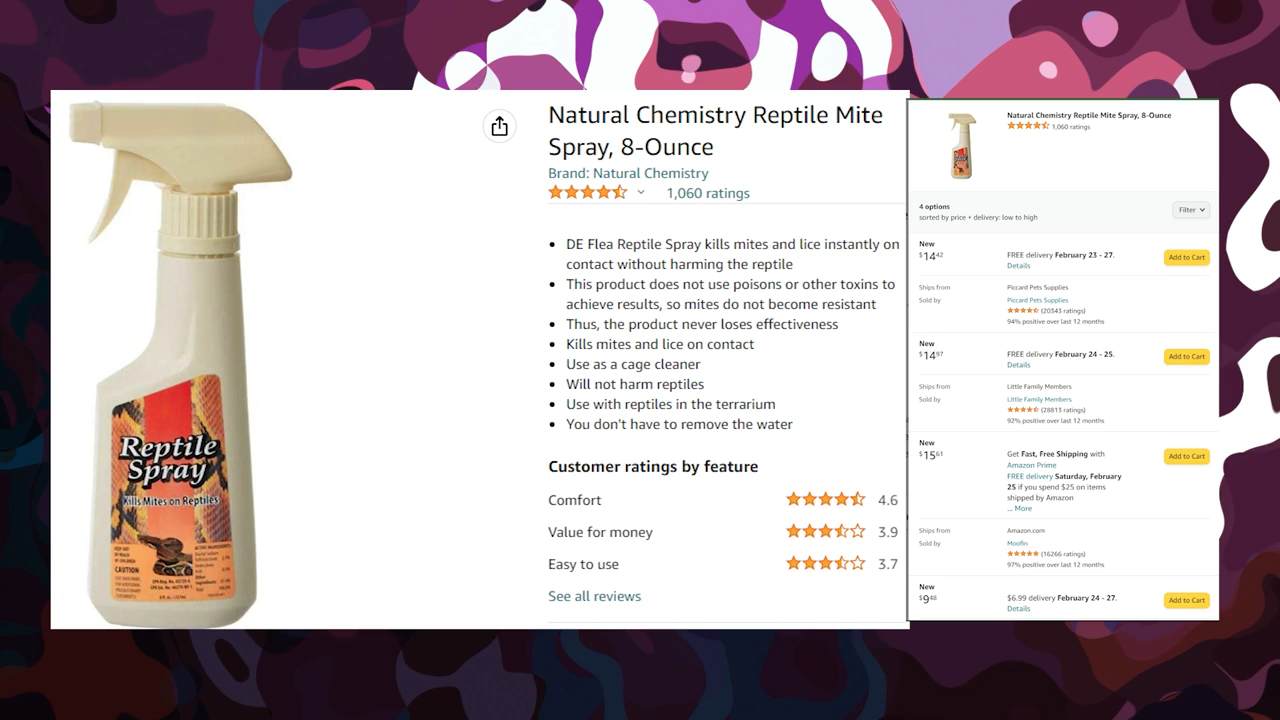 Natural Chemistry Reptile Mite
Spray, 8-Ounce
Brand: Natural Chemistry
1,060 ratings
DE Flea Reptile Spray kills mites and lice instantly on
contact without harming the reptile
This product does not use poisons or other toxins to
achieve results, so mites do not become resistant
Thus, the product never loses effectiveness
Kills mites and lice on contact
Use as a cage cleaner
Will not harm reptiles
Use with reptiles in the terrarium
You don't have to remove the water
Customer ratings by feature
Comfort 4.6
Value for money 3.9
Easy to use 3.7
See all reviews
Reptile
Spray
Kills Mites on Reptiles
KEEP OUT
OF REACH
OF CHILDREN
CAUTION
Natural Chemistry Reptile Mite Spray, 8-Ounce
1,060 ratings
4 options
sorted by price + delivery: low to high
Filter
New
$1442
FREE delivery February 23 - 27.
Details
Add to Cart
Ships from Piccard Pets Supplies
Sold by Piccard Pets Supplies
(20343 ratings)
94% positive over last 12 months
New
$1497
FREE delivery February 24 - 25.
Details
Add to Cart
Ships from Little Family Members
Sold by Little Family Members
(28813 ratings)
92% positive over last 12 months
New
$1561
Get Fast, Free Shipping with
Amazon Prime
FREE delivery Saturday, February
25 if you spend $25 on items
shipped by Amazon
... More
Add to Cart
Ships from Amazon.com
Sold by Moofin
(16266 ratings)
97% positive over last 12 months
New
$948
$6.99 delivery February 24 - 27.
Details
Add to Cart